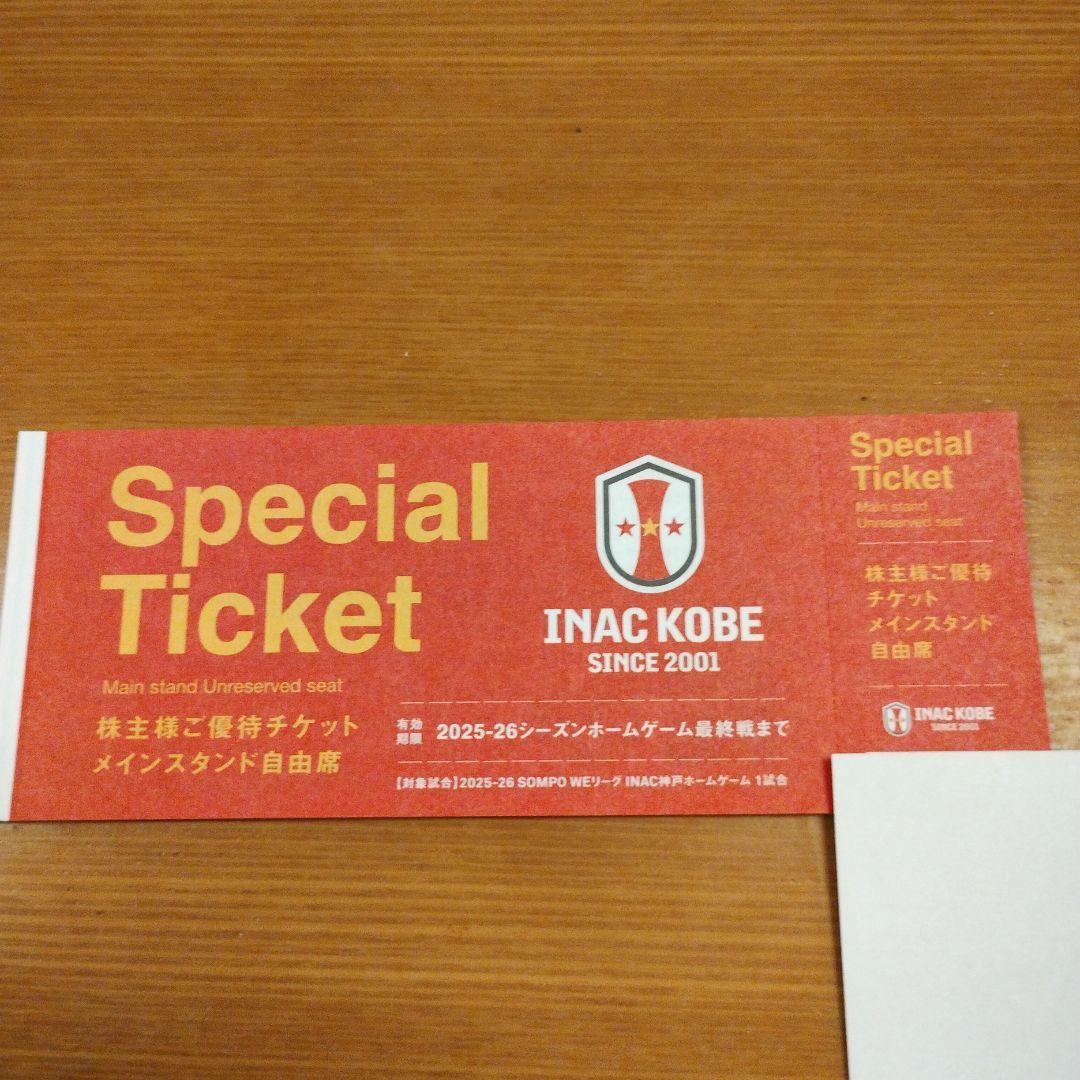 Special
Ticket
Main stand Unreserved seat
株主様ご優待チケット
メインスタンド自由席
INAC KOBE
SINCE 2001
有効
期限
2025-26シーズンホームゲーム最終戦まで
【対象試合】2025-26 SOMPO WEリーグ INAC神戸ホームゲーム 1試合
Special
Ticket
Main stand
Unreserved seat
株主様ご優待
チケット
メインスタンド
自由席
INAC KOBE
SINCE 2001